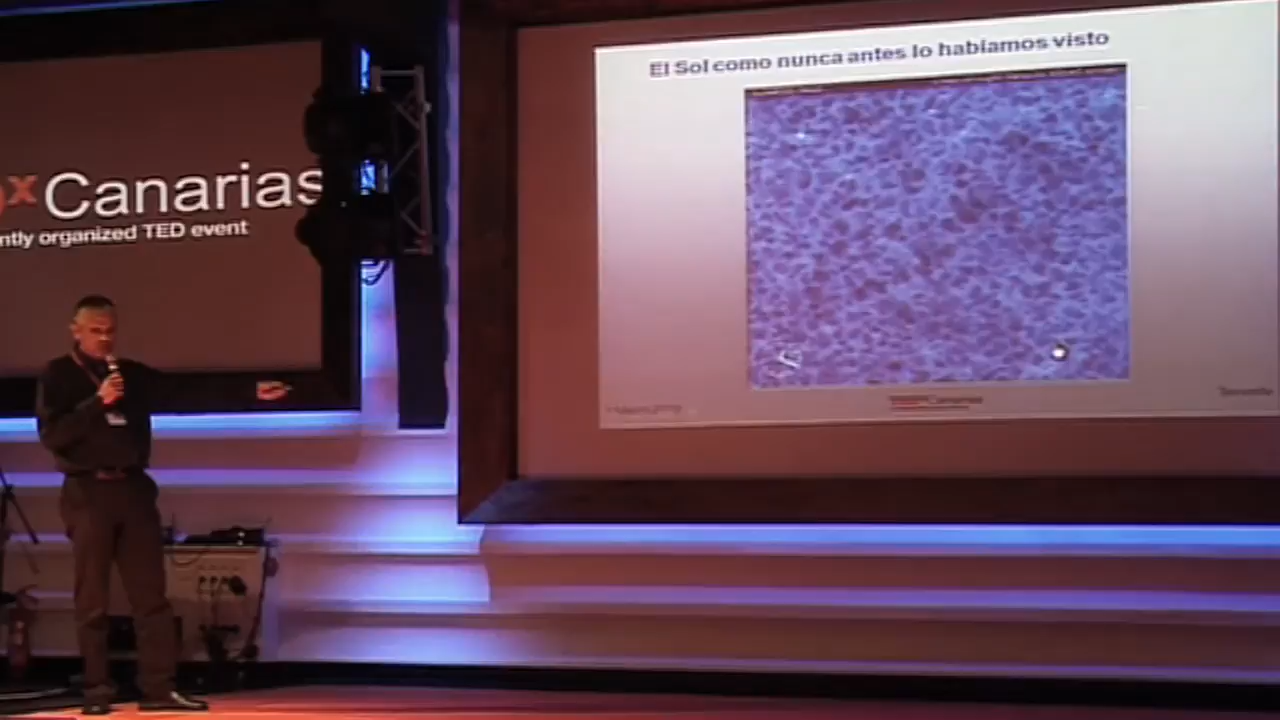 El Sol como nunca antes lo habíamos visto
xCanarias
ntly organized TED event